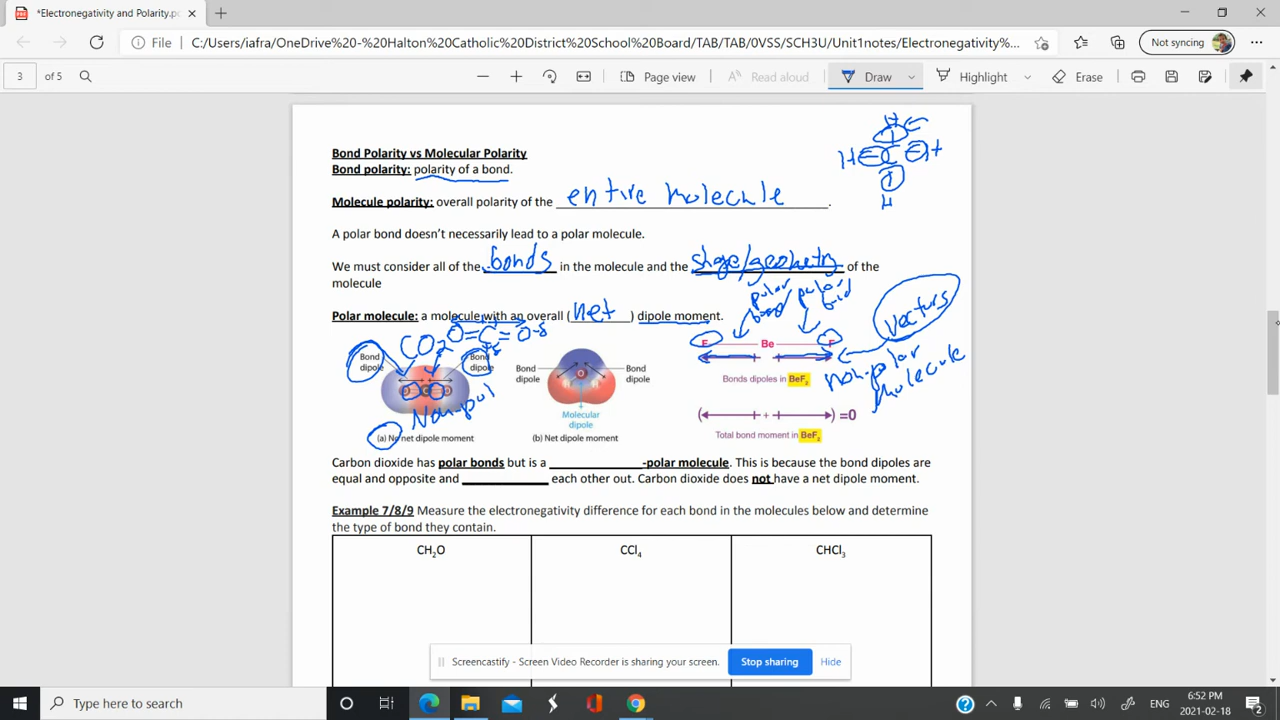 *Electronegativity and Polarity.p
File
C:/Users/iafra/OneDrive%20-%20Halton%20Catholic%20District%20School%20Board/TAB/TAB/0VSS/SCH3U/Unit1notes/Electronegativity%...
Not syncing
3 of 5
Page view
Read aloud
Draw
Highlight
Erase
Bond Polarity vs Molecular Polarity
Bond polarity: polarity of a bond.
Molecule polarity: overall polarity of the entire molecule.
H
H C H
H
A polar bond doesn't necessarily lead to a polar molecule.
We must consider all of the bonds in the molecule and the shape/geometry of the
molecule
Polar molecule: a molecule with an overall (net) dipole moment.
polar bond
polar bond
vectors
CO2 O=C=O
Bond dipole
Bond dipole
O C O
Non-pol
(a) No net dipole moment
Bond dipole
Bond dipole
O
Molecular dipole
(b) Net dipole moment
F Be F
Bonds dipoles in BeF2
non-polar molecule
( + ) =0
Total bond moment in BeF2
Carbon dioxide has polar bonds but is a ______________-polar molecule. This is because the bond dipoles are
equal and opposite and _____________ each other out. Carbon dioxide does not have a net dipole moment.
Example 7/8/9 Measure the electronegativity difference for each bond in the molecules below and determine
the type of bond they contain.
CH2O
CCl4
CHCl3
Screencastify - Screen Video Recorder is sharing your screen.
Stop sharing
Hide
Type here to search
6:52 PM
2021-02-18
2